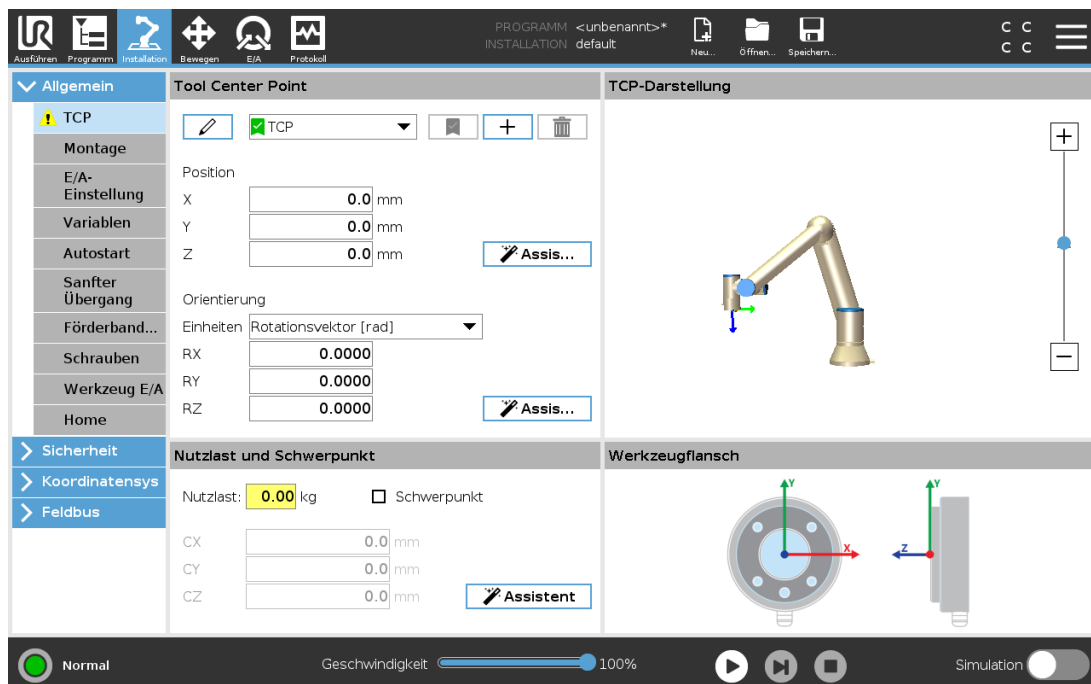 PROGRAMM <unbenannt>*
INSTALLATION default
Ausführen
Programm
Installation
Bewegen
E/A
Protokoll
Neu...
Öffnen...
Speichern...
C C
C C
Allgemein
TCP
Montage
E/A-
Einstellung
Variablen
Autostart
Sanfter
Übergang
Förderband...
Schrauben
Werkzeug E/A
Home
Sicherheit
Koordinatensys
Feldbus
Tool Center Point
TCP
Position
X 0.0 mm
Y 0.0 mm
Z 0.0 mm
Assis...
Orientierung
Einheiten Rotationsvektor [rad]
RX 0.0000
RY 0.0000
RZ 0.0000
Assis...
Nutzlast und Schwerpunkt
Nutzlast: 0.00 kg Schwerpunkt
CX 0.0 mm
CY 0.0 mm
CZ 0.0 mm
Assistent
TCP-Darstellung
Werkzeugflansch
Y
X
Y
Z
Normal
Geschwindigkeit 100%
Simulation